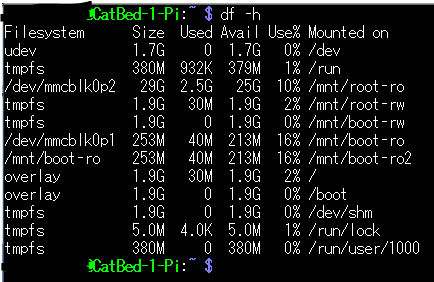 CatBed-1-Pi:~ $ df -h
Filesystem Size Used Avail Use% Mounted on
udev 1.7G 0 1.7G 0% /dev
tmpfs 380M 932K 379M 1% /run
/dev/mmcblk0p2 29G 2.5G 25G 10% /mnt/root-ro
tmpfs 1.9G 30M 1.9G 2% /mnt/root-rw
tmpfs 1.9G 0 1.9G 0% /mnt/boot-rw
/dev/mmcblk0p1 253M 40M 213M 16% /mnt/boot-ro
/mnt/boot-ro 253M 40M 213M 16% /mnt/boot-ro2
overlay 1.9G 30M 1.9G 2% /
overlay 1.9G 0 1.9G 0% /boot
tmpfs 1.9G 0 1.9G 0% /dev/shm
tmpfs 5.0M 4.0K 5.0M 1% /run/lock
tmpfs 380M 0 380M 0% /run/user/1000
CatBed-1-Pi:~ $